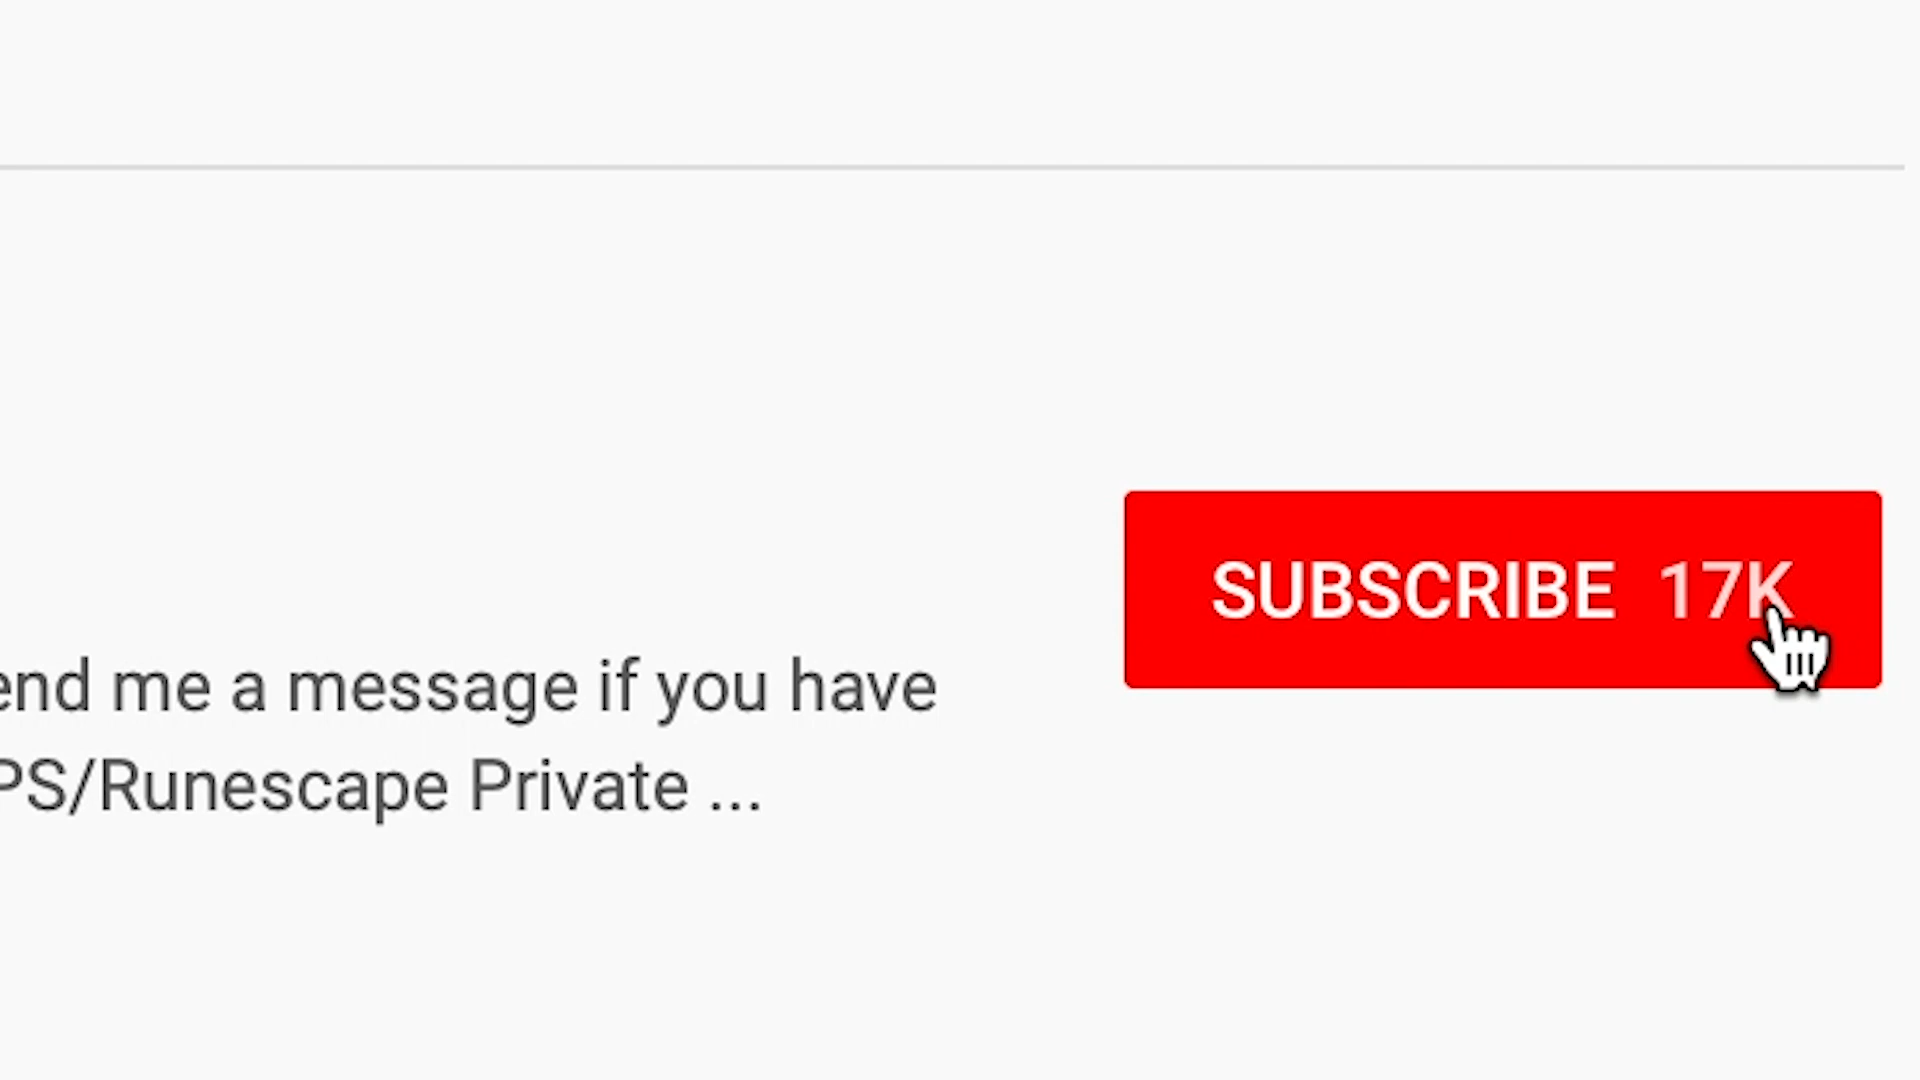 SUBSCRIBE 17K
end me a message if you have
PS/Runescape Private ...